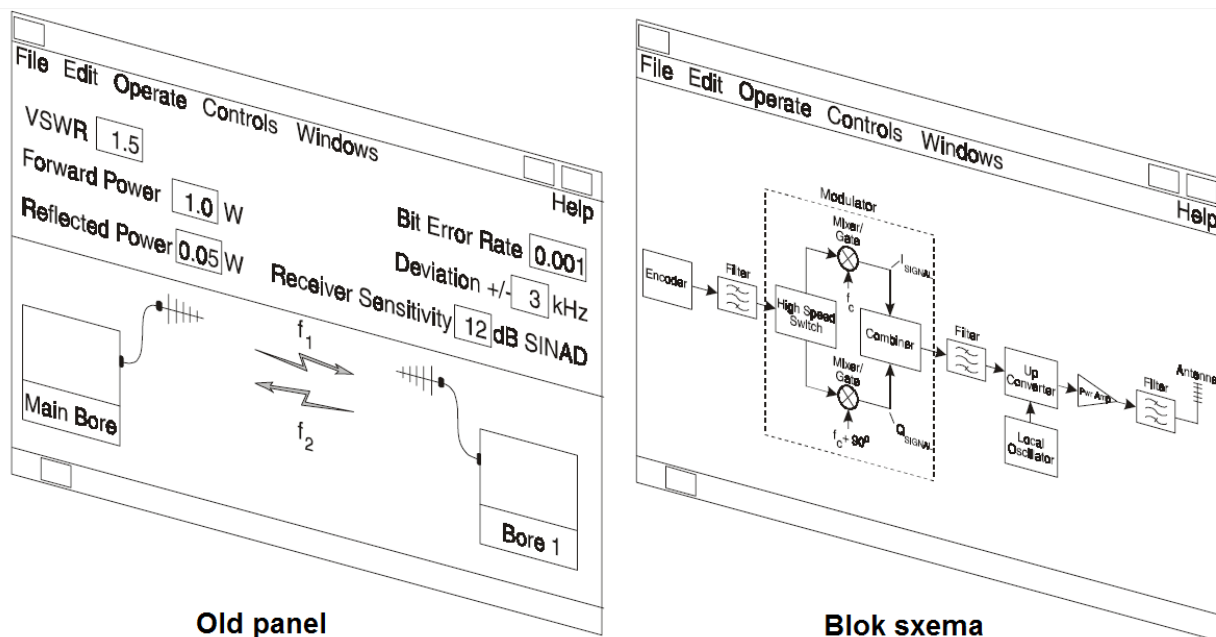 File Edit Operate Controls Windows
Help
VSWR 1.5
Forward Power 1.0 W
Reflected Power 0.05 W
Bit Error Rate 0.001
Deviation +/- 3 kHz
Receiver Sensitivity 12 dB SINAD
f1
f2
Main Bore
Bore 1
Old panel
File Edit Operate Controls Windows
Help
Modulator
Mixer/
Gate
I SIGNAL
fc
Encoder
Filter
High Speed
Switch
Combiner
Filter
Up
Converter
Pwr Amp
Filter
Antenna
Mixer/
Gate
fc+90º
Q SIGNAL
Local
Oscillator
Blok sxema